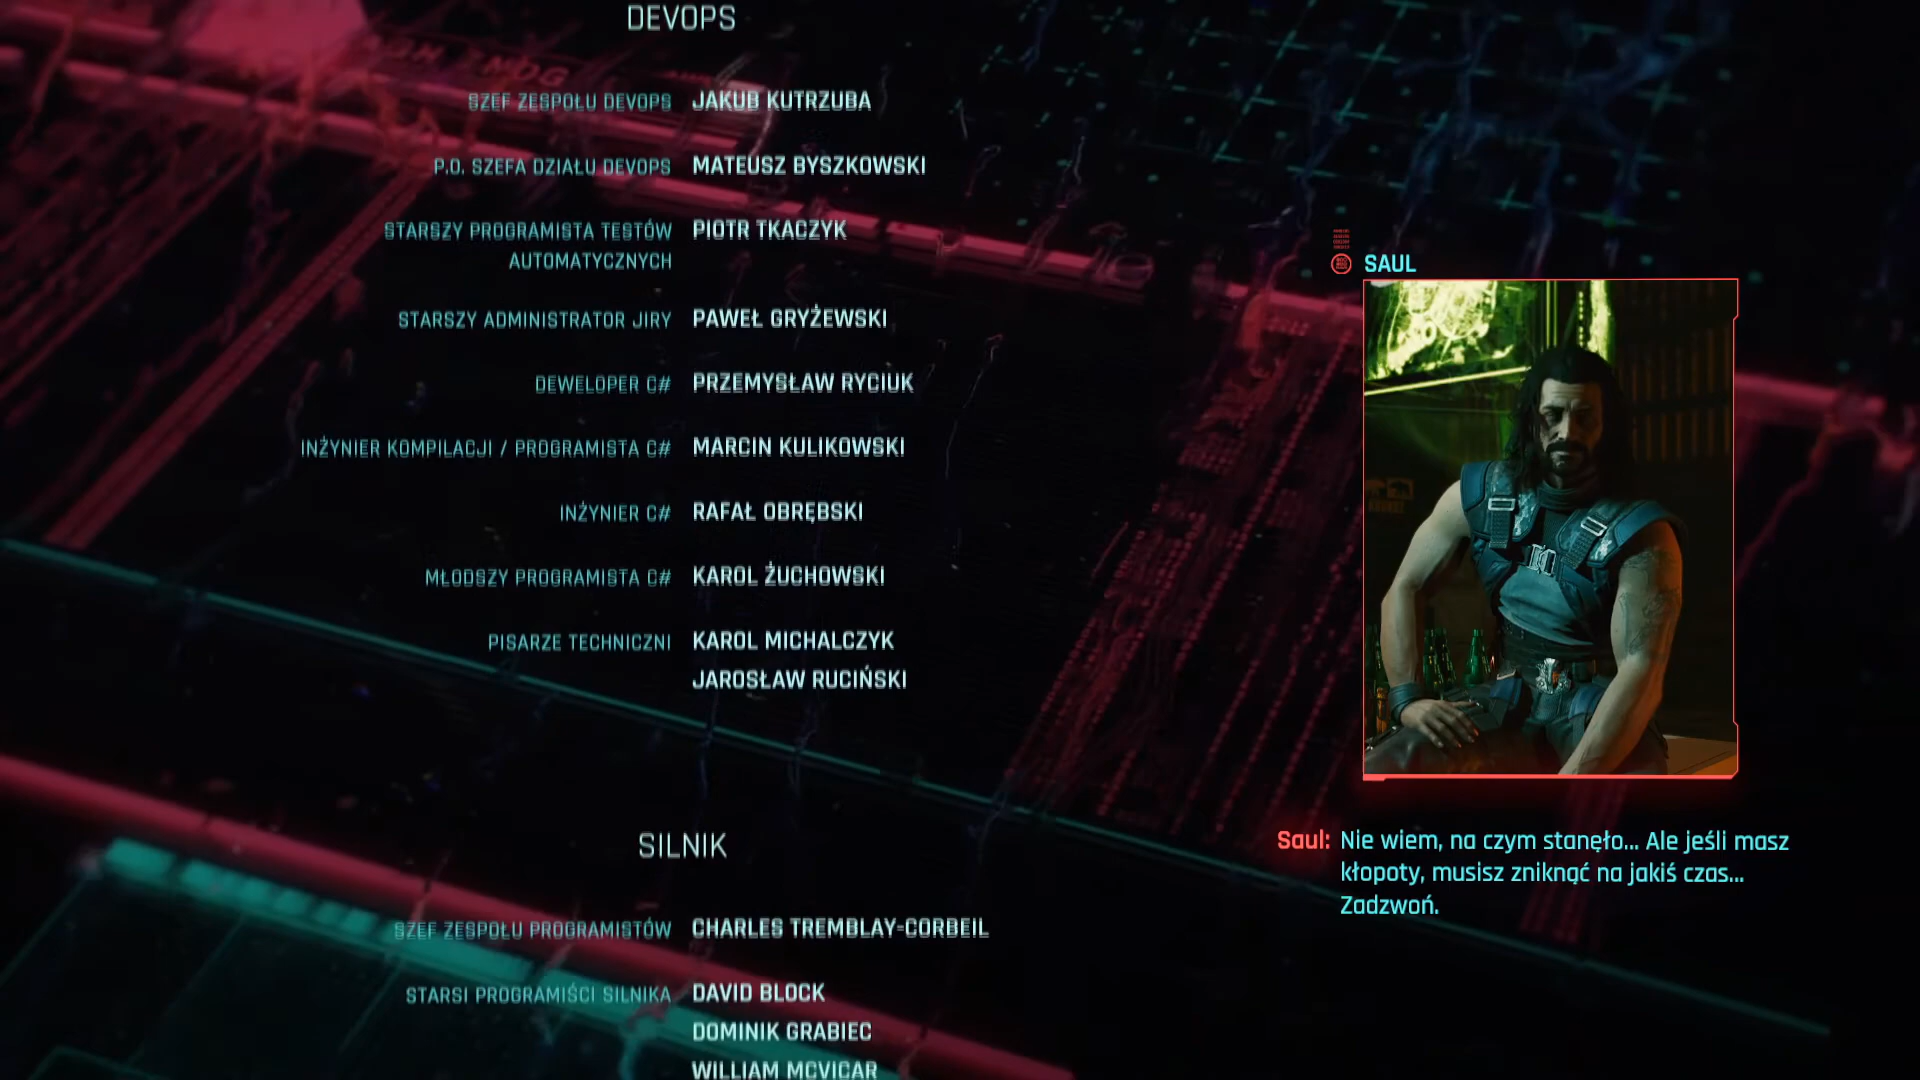 DEVOPS
SZEF ZESPOŁU DEVOPS JAKUB KUTRZUBA
P.O. SZEFA DZIAŁU DEVOPS MATEUSZ BYSZKOWSKI
STARSZY PROGRAMISTA TESTÓW PIOTR TKACZYK
AUTOMATYCZNYCH
STARSZY ADMINISTRATOR JIRY PAWEŁ GRYŻEWSKI
DEWELOPER C# PRZEMYSŁAW RYCIUK
INŻYNIER KOMPILACJI / PROGRAMISTA C# MARCIN KULIKOWSKI
INŻYNIER C# RAFAŁ OBRĘBSKI
MŁODSZY PROGRAMISTA C# KAROL ŻUCHOWSKI
PISARZE TECHNICZNI KAROL MICHALCZYK
JAROSŁAW RUCIŃSKI
SILNIK
SZEF ZESPOŁU PROGRAMISTÓW CHARLES TREMBLAY-CORBEIL
STARSI PROGRAMIŚCI SILNIKA DAVID BLOCK
DOMINIK GRABIEC
WILLIAM MCVICAR
SAUL
Saul: Nie wiem, na czym stanęło... Ale jeśli masz
kłopoty, musisz zniknąć na jakiś czas...
Zadzwoń.